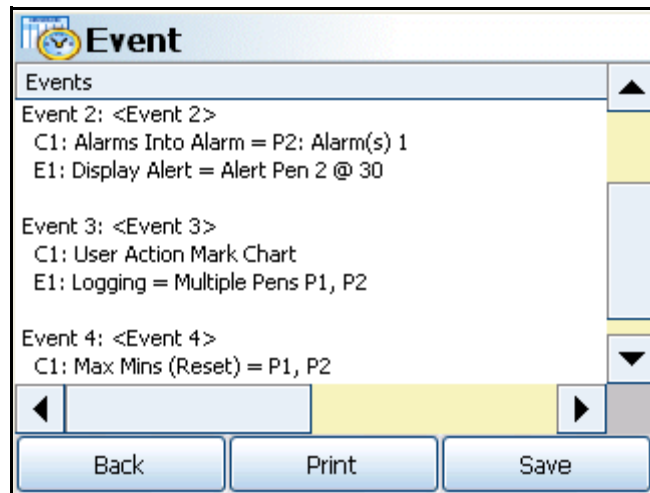 Event
Events
Event 2: <Event 2>
C1: Alarms Into Alarm = P2: Alarm(s) 1
E1: Display Alert = Alert Pen 2 @ 30
Event 3: <Event 3>
C1: User Action Mark Chart
E1: Logging = Multiple Pens P1, P2
Event 4: <Event 4>
C1: Max Mins (Reset) = P1, P2
Back
Print
Save